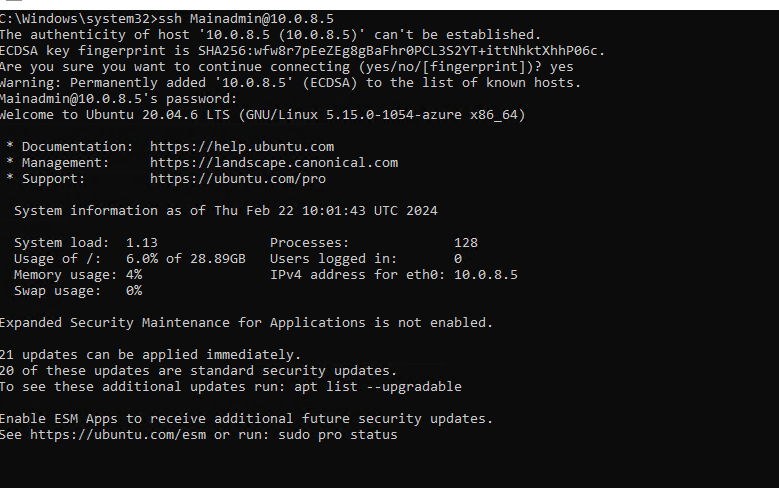 C:\Windows\system32>ssh Mainadmin@10.0.8.5
The authenticity of host '10.0.8.5 (10.0.8.5)' can't be established.
ECDSA key fingerprint is SHA256:wfw8r7pEeZEg8gBaFhr0PCL3S2YT+ittNhktXhhP06c.
Are you sure you want to continue connecting (yes/no/[fingerprint])? yes
Warning: Permanently added '10.0.8.5' (ECDSA) to the list of known hosts.
Mainadmin@10.0.8.5's password:
Welcome to Ubuntu 20.04.6 LTS (GNU/Linux 5.15.0-1054-azure x86_64)
* Documentation:  https://help.ubuntu.com
* Management:     https://landscape.canonical.com
* Support:        https://ubuntu.com/pro
System information as of Thu Feb 22 10:01:43 UTC 2024
System load:  1.13               Processes:             128
Usage of /:   6.0% of 28.89GB   Users logged in:       0
Memory usage: 4%                 IPv4 address for eth0: 10.0.8.5
Swap usage:   0%
Expanded Security Maintenance for Applications is not enabled.
21 updates can be applied immediately.
20 of these updates are standard security updates.
To see these additional updates run: apt list --upgradable
Enable ESM Apps to receive additional future security updates.
See https://ubuntu.com/esm or run: sudo pro status